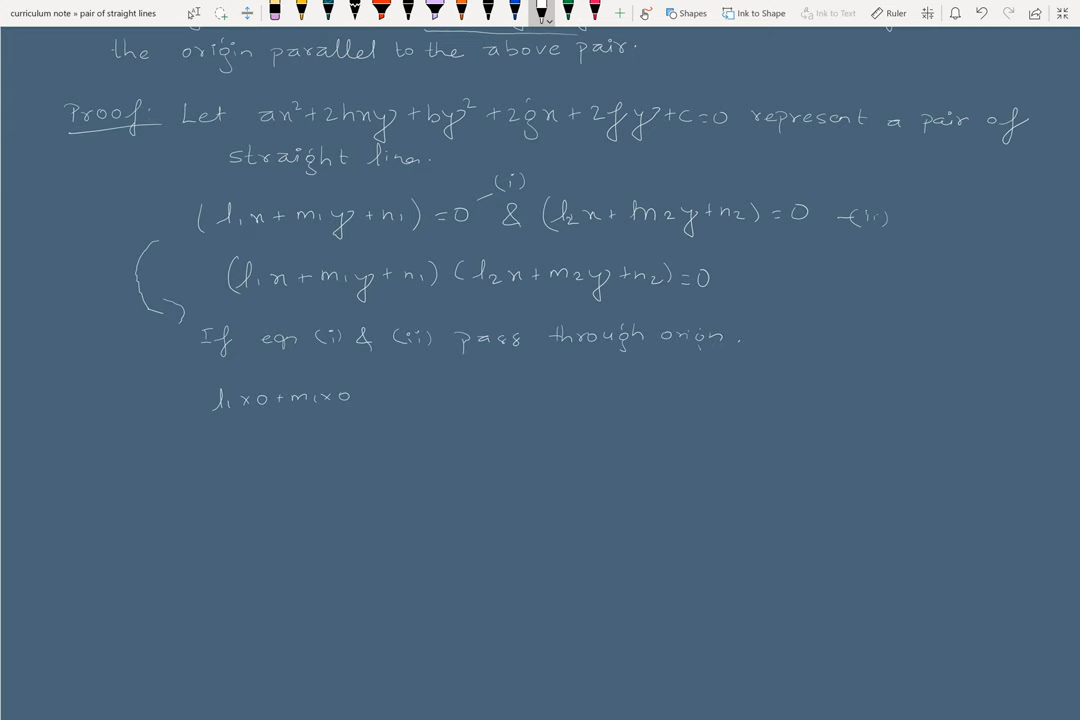 curriculum note » pair of straight lines
Shapes Ink to Shape Ink to Text Ruler
the origin parallel to the above pair.
Proof: Let ax² + 2hxy + by² + 2gx + 2fy + c = 0 represent a pair of
straight line.
(l₁x + m₁y + n₁) = 0 – (i) & (l₂x + m₂y + n₂) = 0 – (ii)
(l₁x + m₁y + n₁) (l₂x + m₂y + n₂) = 0
If eqn (i) & (ii) pass through origin.
l₁ × 0 + m₁ × 0